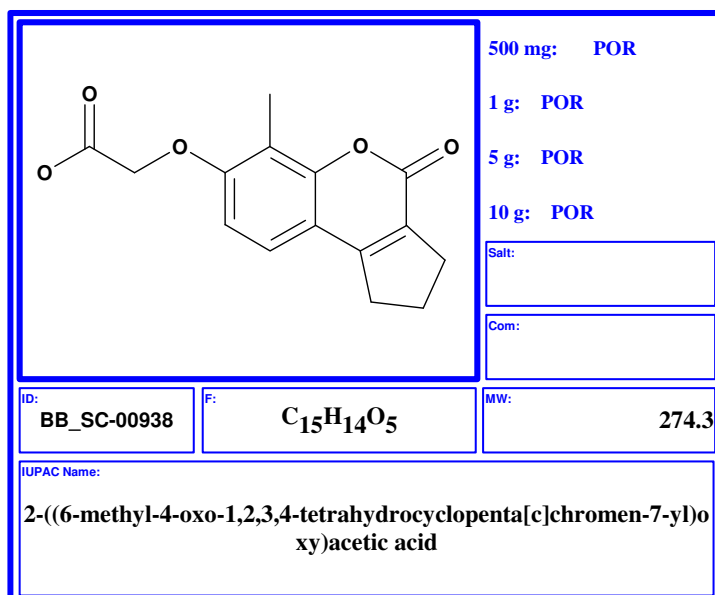 500 mg: POR
1 g: POR
5 g: POR
10 g: POR
O
O
O
O
O
Salt:
Com:
ID:
BB_SC-00938
F:
C15H14O5
MW:
274.3
IUPAC Name:
2-((6-methyl-4-oxo-1,2,3,4-tetrahydrocyclopenta[c]chromen-7-yl)o
xy)acetic acid